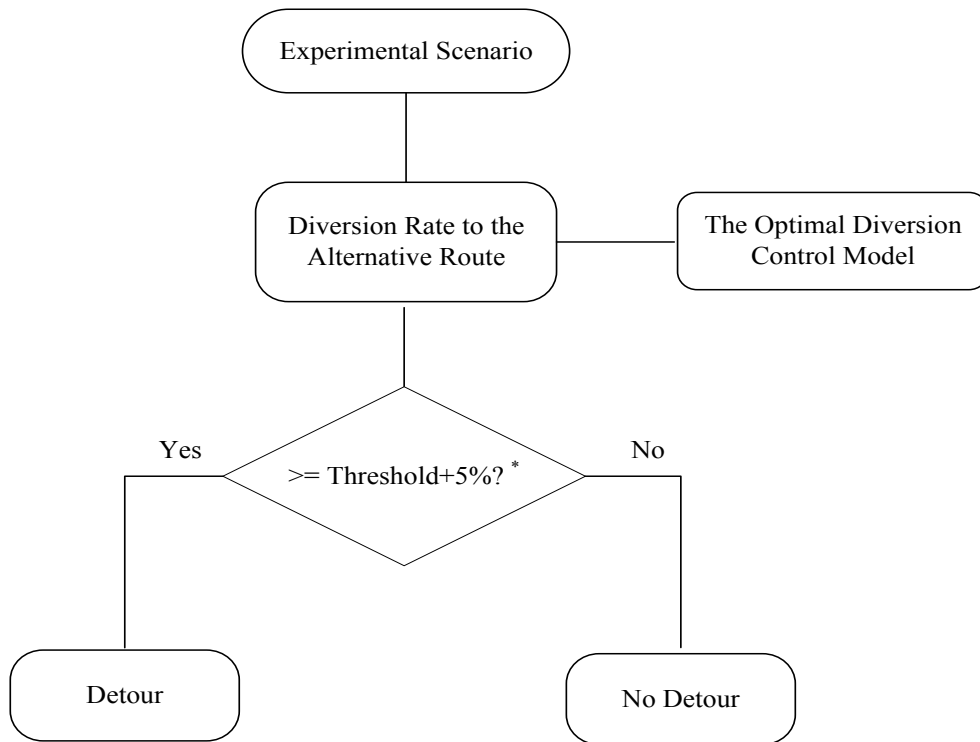 Experimental Scenario
Diversion Rate to the
Alternative Route
The Optimal Diversion
Control Model
Yes
No
>= Threshold+5%? *
Detour
No Detour